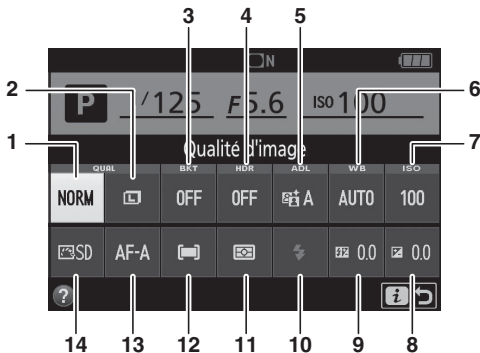 3 4 5
N
2 6
P 1/125 F5.6 ISO 100
Qualité d'image
1 7
QUAL BKT HDR ADL WB ISO
NORM L OFF OFF A AUTO 100
SD AF-A 0.0 0.0
? i
14 13 12 11 10 9 8